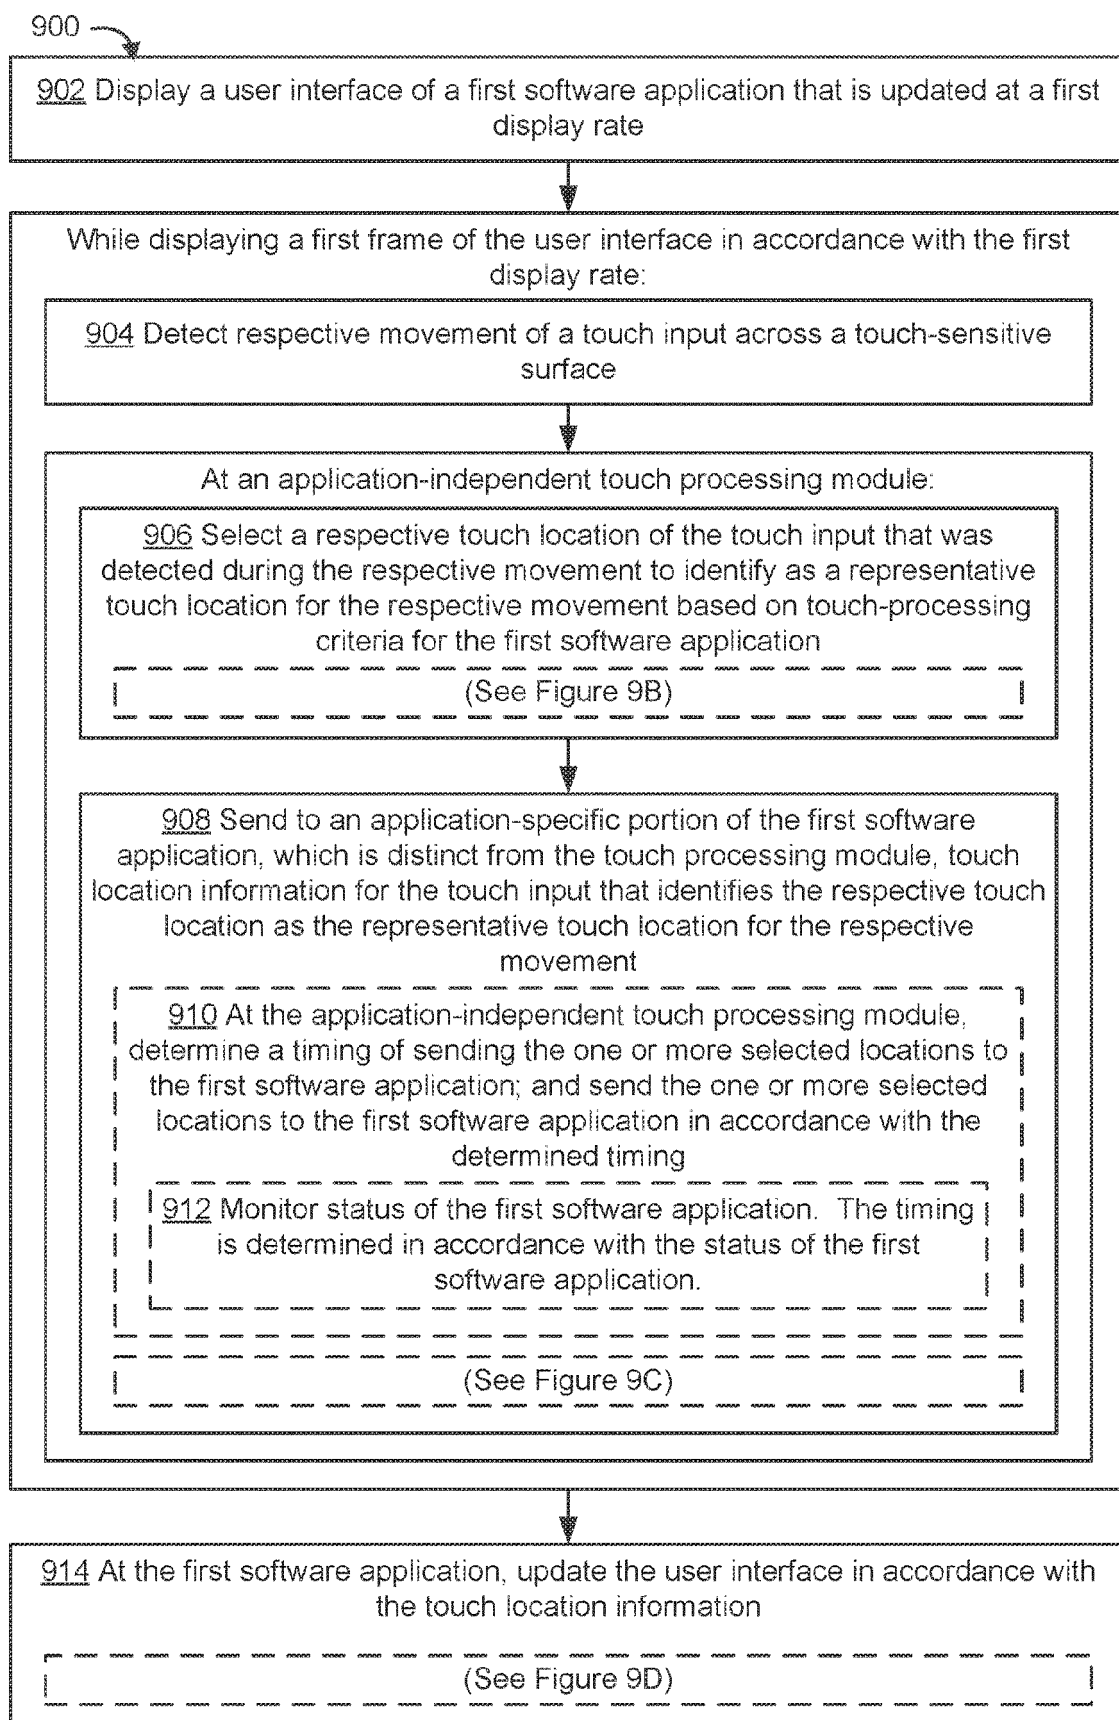 900
902 Display a user interface of a first software application that is updated at a first
display rate
While displaying a first frame of the user interface in accordance with the first
display rate:
904 Detect respective movement of a touch input across a touch-sensitive
surface
At an application-independent touch processing module:
906 Select a respective touch location of the touch input that was
detected during the respective movement to identify as a representative
touch location for the respective movement based on touch-processing
criteria for the first software application
(See Figure 9B)
908 Send to an application-specific portion of the first software
application, which is distinct from the touch processing module, touch
location information for the touch input that identifies the respective touch
location as the representative touch location for the respective
movement
910 At the application-independent touch processing module,
determine a timing of sending the one or more selected locations to
the first software application; and send the one or more selected
locations to the first software application in accordance with the
determined timing
912 Monitor status of the first software application. The timing
is determined in accordance with the status of the first
software application.
(See Figure 9C)
914 At the first software application, update the user interface in accordance with
the touch location information
(See Figure 9D)